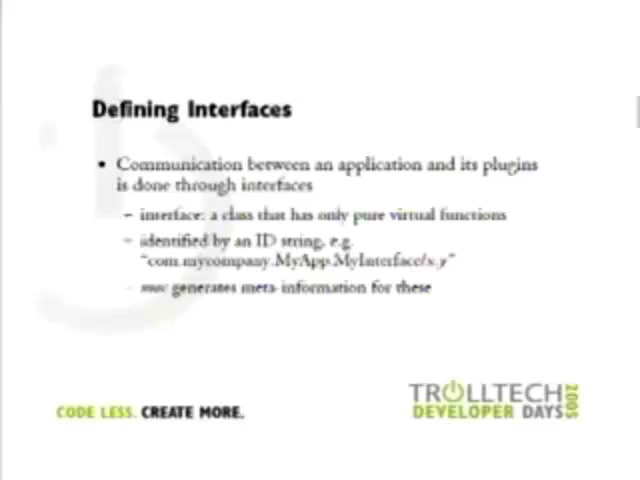 Defining Interfaces
• Communication between an application and its plugins
is done through interfaces
– interface: a class that has only pure virtual functions
– identified by an ID string, e.g.
"com.mycompany.MyApp.MyInterface/x.y"
– moc generates meta-information for these
CODE LESS. CREATE MORE.
TROLLTECH
DEVELOPER DAYS
2005